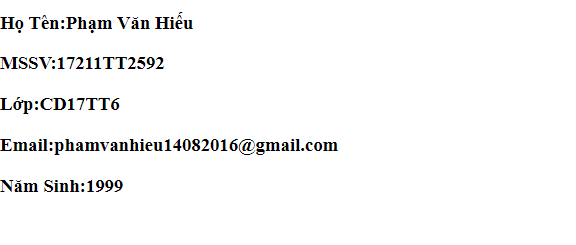 Họ Tên:Phạm Văn Hiếu
MSSV:17211TT2592
Lớp:CD17TT6
Email:phamvanhieu14082016@gmail.com
Năm Sinh:1999